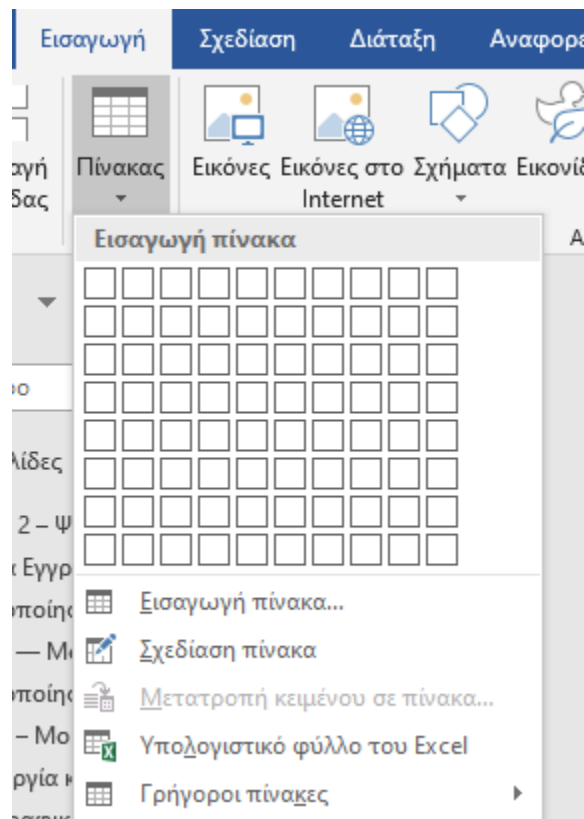 Εισαγωγή Σχεδίαση Διάταξη
Πίνακας Εικόνες Εικόνες στο Σχήματα
Internet
Εισαγωγή πίνακα
2 –
Εισαγωγή πίνακα...
Σχεδίαση πίνακα
Μετατροπή κειμένου σε πίνακα...
Υπολογιστικό φύλλο του Excel
Γρήγοροι πίνακες